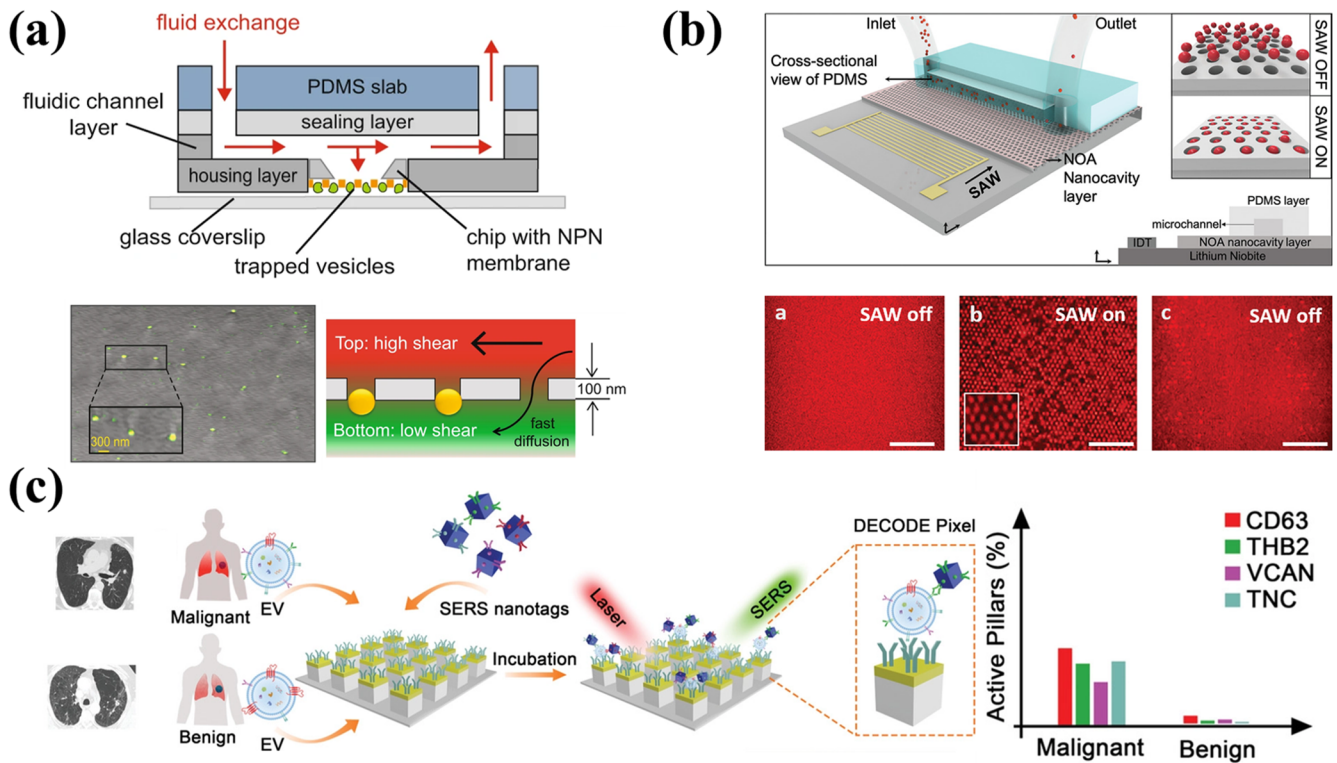 (a)
fluid exchange
PDMS slab
fluidic channel
layer
sealing layer
housing layer
glass coverslip
trapped vesicles
chip with NPN
membrane
300 nm
Top: high shear
100 nm
Bottom: low shear
fast
diffusion
(b)
Inlet
Outlet
Cross-sectional
view of PDMS
SAW
NOA
Nanocavity
layer
SAW OFF
SAW ON
PDMS layer
microchannel
IDT
NOA nanocavity layer
Lithium Niobite
a
SAW off
b
SAW on
c
SAW off
(c)
Malignant
EV
Benign
EV
SERS nanotags
Incubation
Laser
SERS
DECODE Pixel
Active Pillars (%)
CD63
THB2
VCAN
TNC
Malignant
Benign